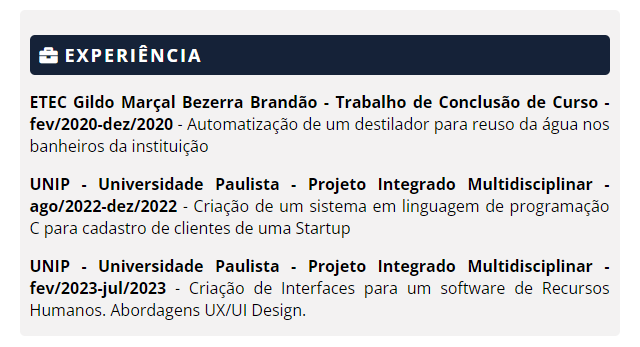 EXPERIÊNCIA
ETEC Gildo Marçal Bezerra Brandão - Trabalho de Conclusão de Curso -
fev/2020-dez/2020 - Automatização de um destilador para reuso da água nos
banheiros da instituição
UNIP - Universidade Paulista - Projeto Integrado Multidisciplinar -
ago/2022-dez/2022 - Criação de um sistema em linguagem de programação
C para cadastro de clientes de uma Startup
UNIP - Universidade Paulista - Projeto Integrado Multidisciplinar -
fev/2023-jul/2023 - Criação de Interfaces para um software de Recursos
Humanos. Abordagens UX/UI Design.